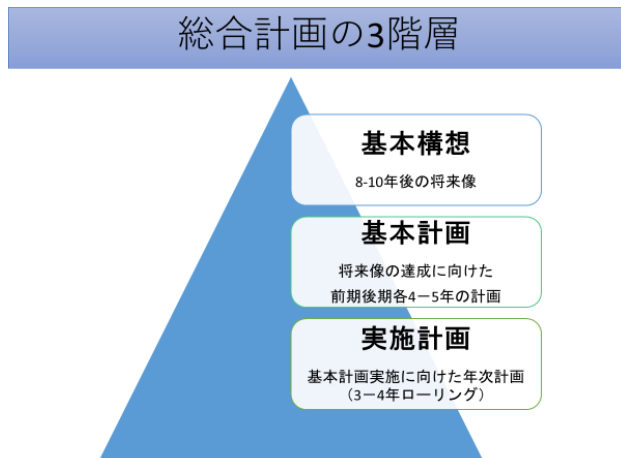 総合計画の3階層
基本構想
8-10年後の将来像
基本計画
将来像の達成に向けた
前期後期各4－5年の計画
実施計画
基本計画実施に向けた年次計画
（3－4年ローリング）